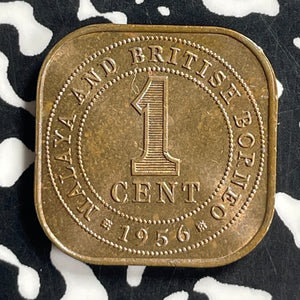 MALAYA AND BRITISH BORNEO
1
CENT
1956